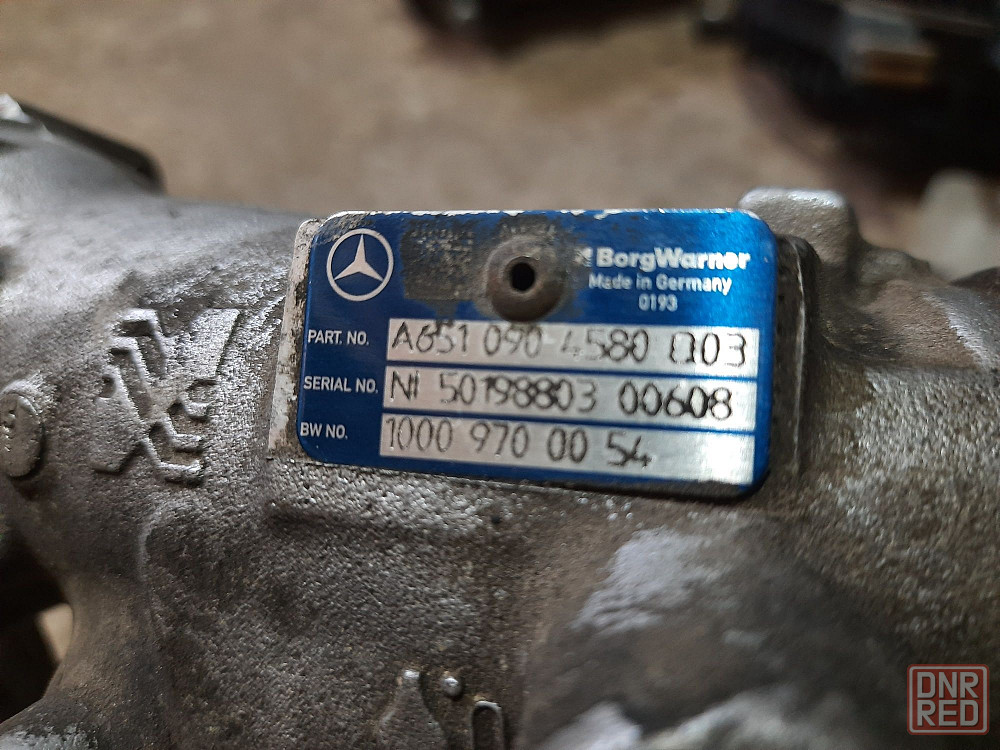 BorgWarner
Made in Germany
0193
PART. NO. A651 090 4580 003
SERIAL NO. NI 50198803 00608
BW NO. 1000 970 00 54
DNR
RED